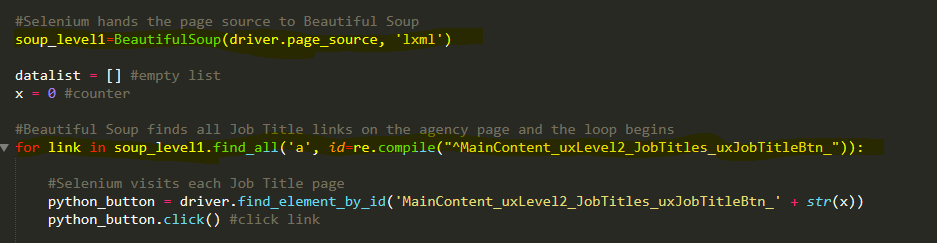 #Selenium hands the page source to Beautiful Soup
soup_level1=BeautifulSoup(driver.page_source, 'lxml')
datalist = [] #empty list
x = 0 #counter
#Beautiful Soup finds all Job Title links on the agency page and the loop begins
for link in soup_level1.find_all('a', id=re.compile("^MainContent_uxLevel2_JobTitles_uxJobTitleBtn_")):
#Selenium visits each Job Title page
python_button = driver.find_element_by_id('MainContent_uxLevel2_JobTitles_uxJobTitleBtn_' + str(x))
python_button.click() #click link